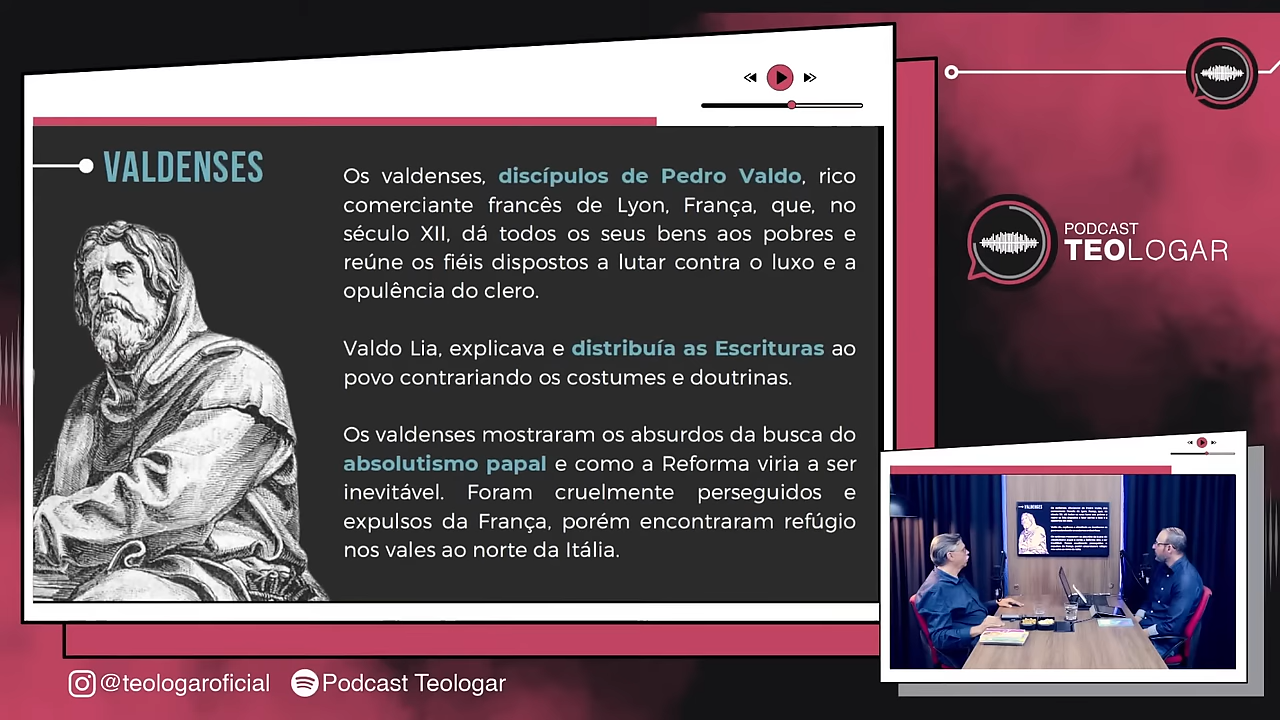 VALDENSES
Os valdenses, discípulos de Pedro Valdo, rico
comerciante francês de Lyon, França, que, no
século XII, dá todos os seus bens aos pobres e
reúne os fiéis dispostos a lutar contra o luxo e a
opulência do clero.
Valdo Lia, explicava e distribuía as Escrituras ao
povo contrariando os costumes e doutrinas.
Os valdenses mostraram os absurdos da busca do
absolutismo papal e como a Reforma viria a ser
inevitável. Foram cruelmente perseguidos e
expulsos da França, porém encontraram refúgio
nos vales ao norte da Itália.
PODCAST
TEOLOGAR
VALDENSES
@teologaroficial
Podcast Teologar